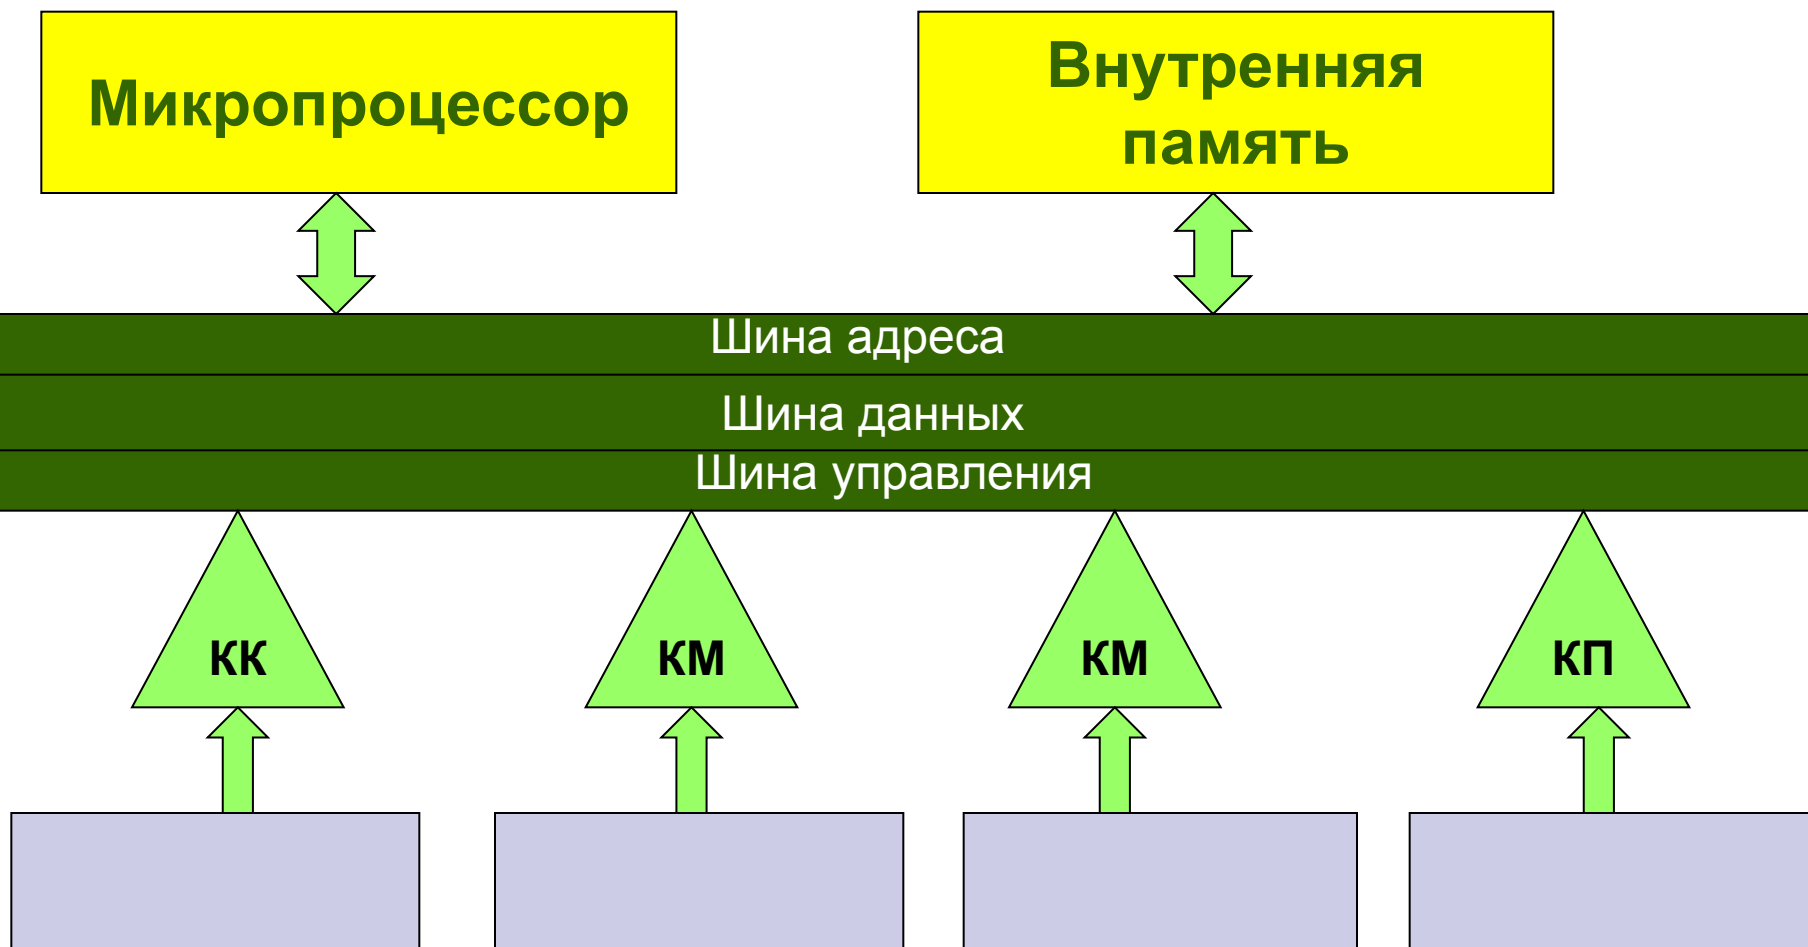 Микропроцессор
Внутренняя
память
Шина адреса
Шина данных
Шина управления
КК
КМ
КМ
КП